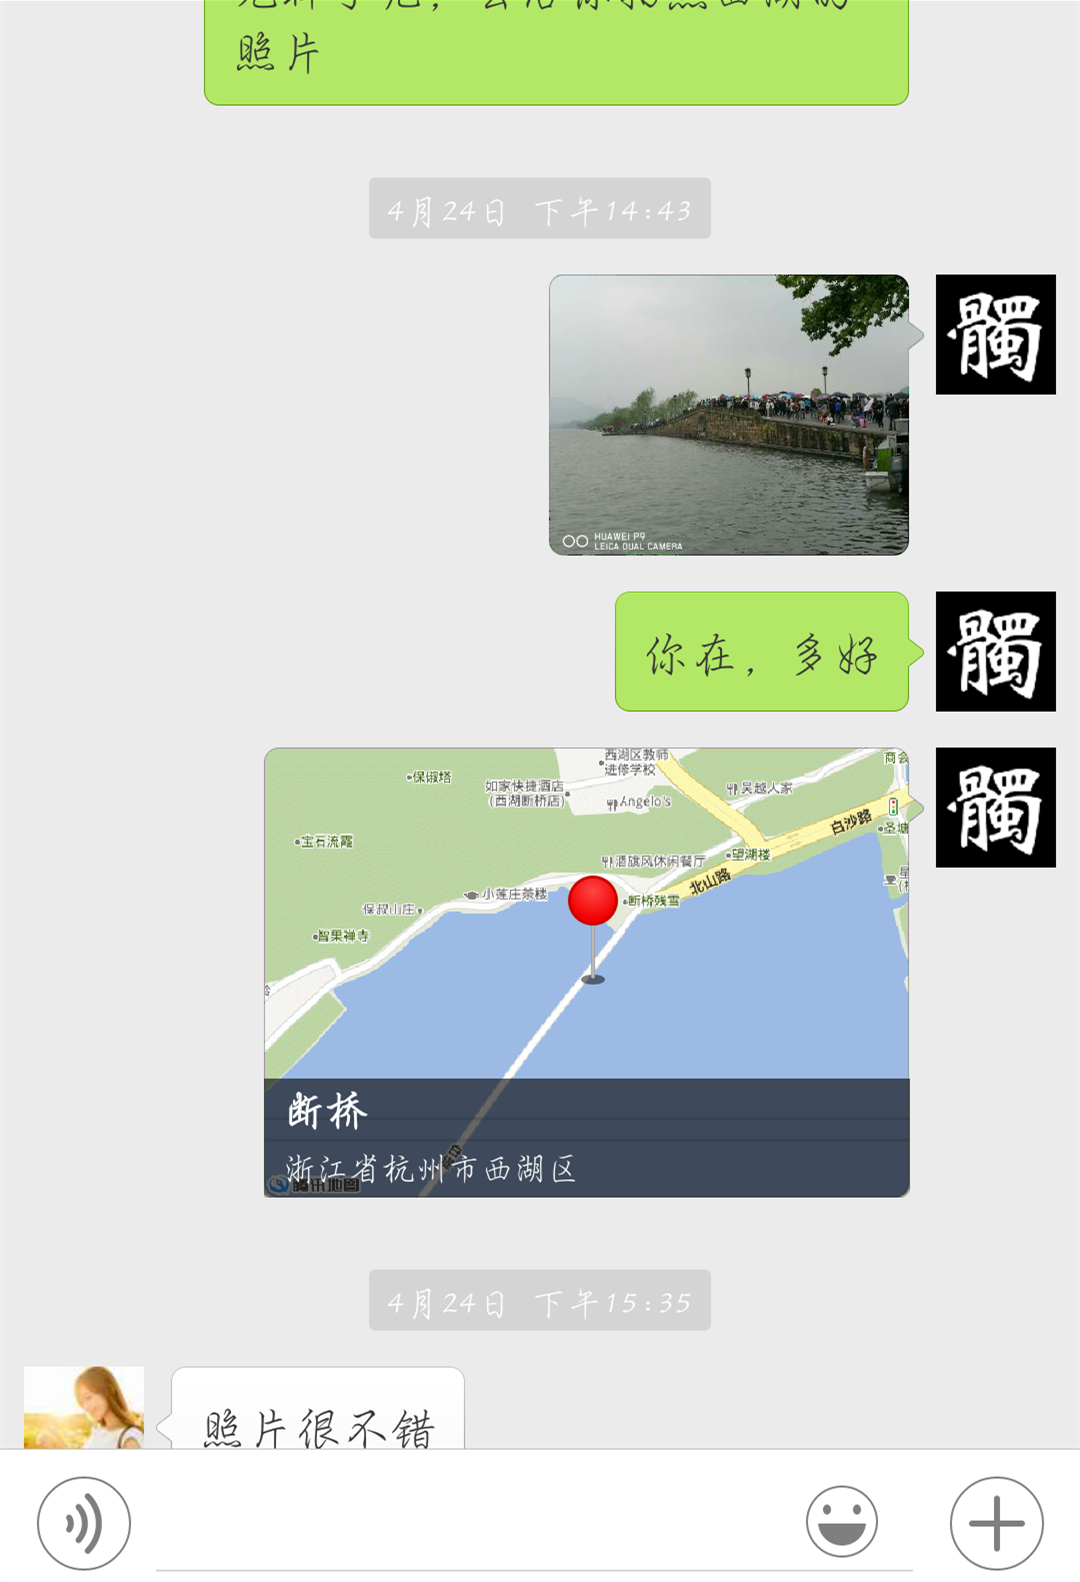 照片
4月24日 下午14:43
髑
HUAWEI P9
LEICA DUAL CAMERA
你在，多好
髑
髑
西湖区教师
进修学校
商会
保俶塔
如家快捷酒店
(西湖断桥店)
吴越人家
Angelo's
白沙路
圣塘
宝石流霞
酒旗风休闲餐厅
望湖楼
北山路
小莲庄茶楼
断桥残雪
保叔山庄
智果禅寺
断桥
浙江省杭州市西湖区
腾讯地图
4月24日 下午15:35
照片很不错